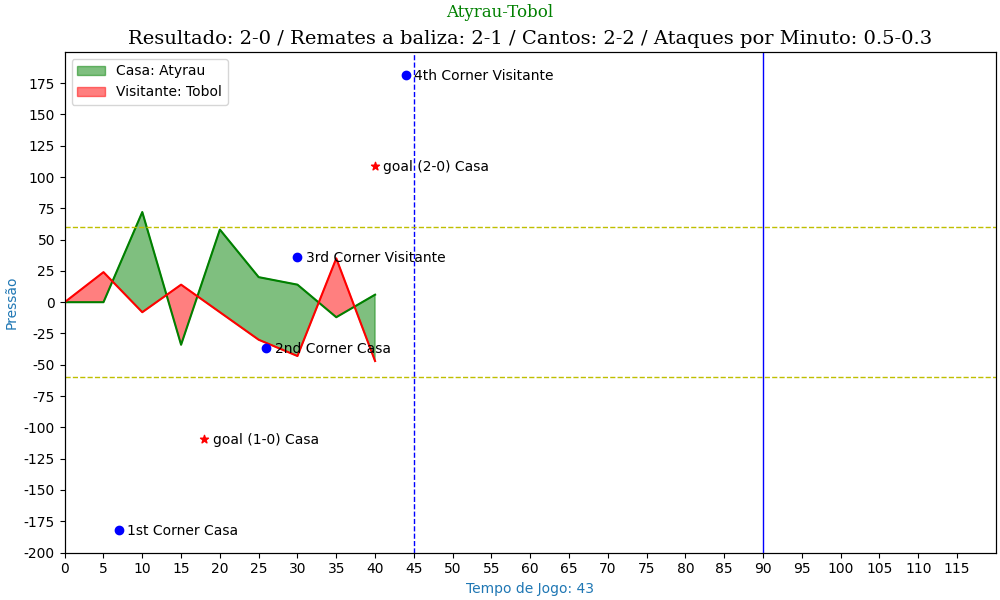 Atyrau-Tobol
Resultado: 2-0 / Remates a baliza: 2-1 / Cantos: 2-2 / Ataques por Minuto: 0.5-0.3
Casa: Atyrau
Visitante: Tobol
4th Corner Visitante
goal (2-0) Casa
3rd Corner Visitante
2nd Corner Casa
goal (1-0) Casa
1st Corner Casa
Pressão
175
150
125
100
75
50
25
0
-25
-50
-75
-100
-125
-150
-175
-200
0 5 10 15 20 25 30 35 40 45 50 55 60 65 70 75 80 85 90 95 100 105 110 115
Tempo de Jogo: 43